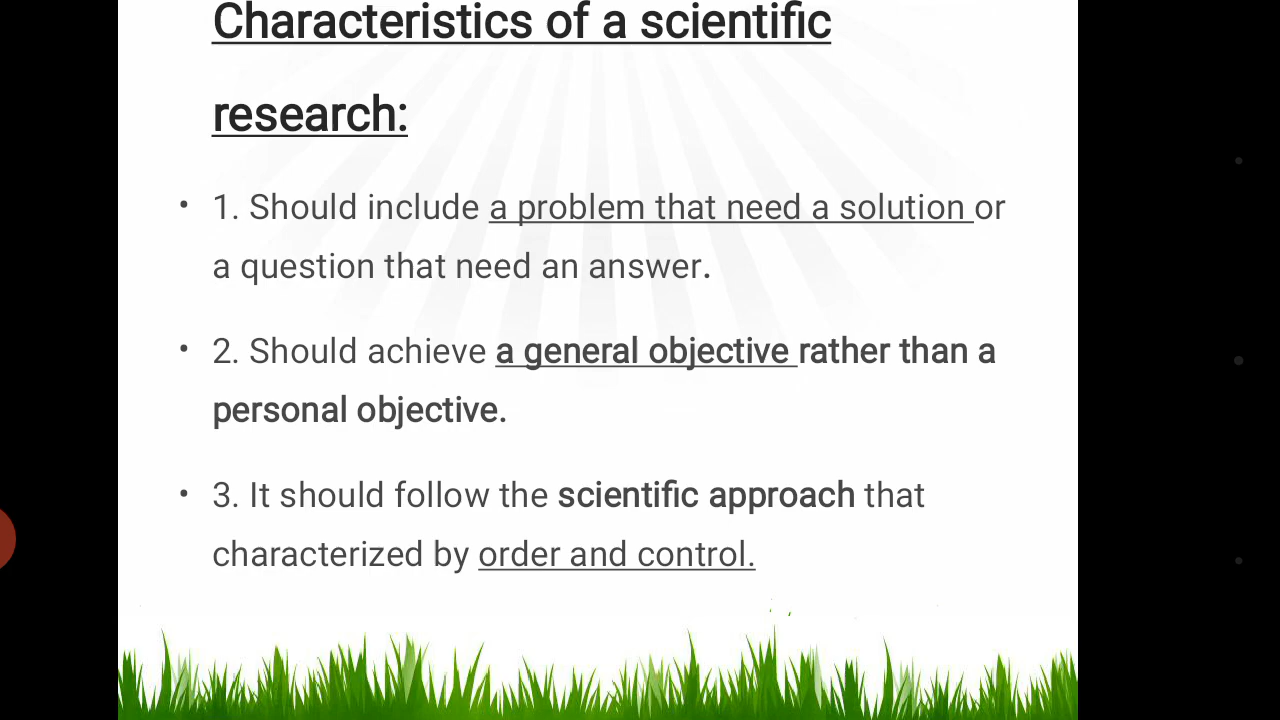 Characteristics of a scientific
research:
• 1. Should include a problem that need a solution or
a question that need an answer.
• 2. Should achieve a general objective rather than a
personal objective.
• 3. It should follow the scientific approach that
characterized by order and control.